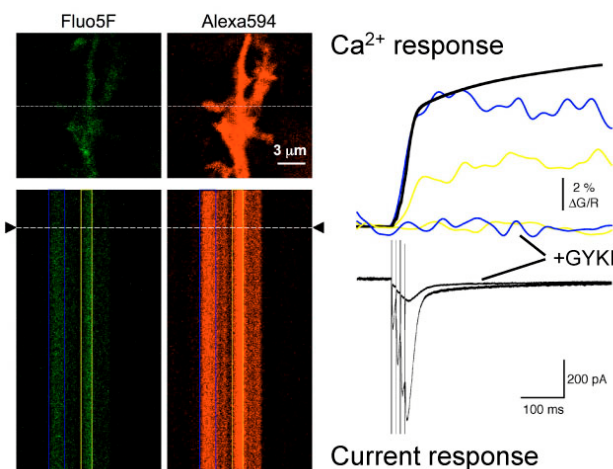 Fluo5F
Alexa594
3 μm
Ca²⁺ response
2 %
ΔG/R
+GYKI
200 pA
100 ms
Current response